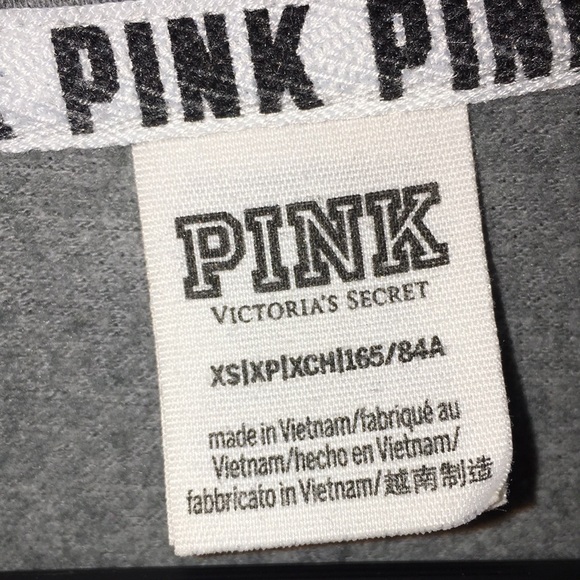 PINK PINK
PINK
VICTORIA'S SECRET
XS|XP|XCH|165/84A
made in Vietnam/fabriqué au
Vietnam/hecho en Vietnam/
fabbricato in Vietnam/越南制造